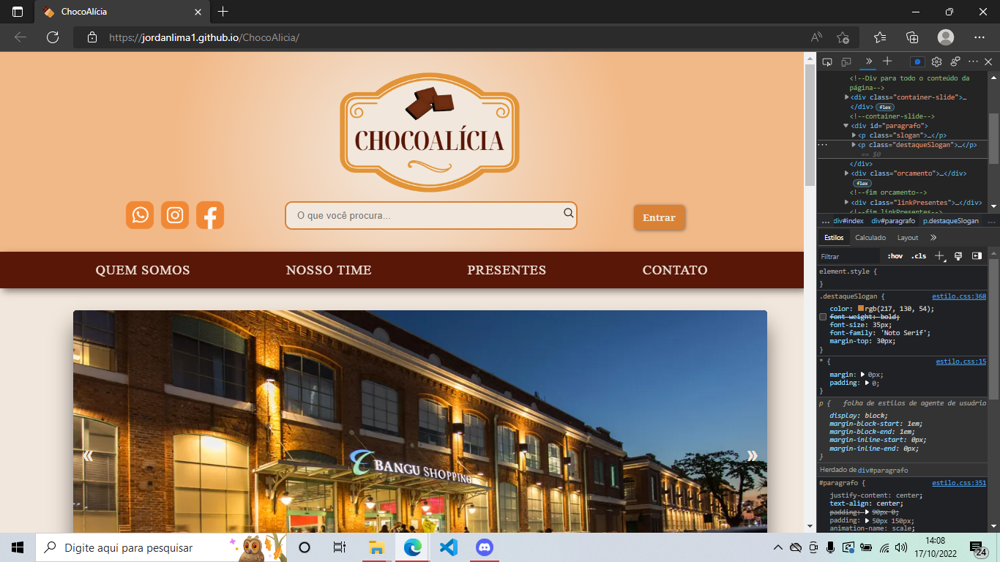 ChocoAlícia
https://jordanlima1.github.io/ChocoAlicia/
CHOCOALÍCIA
O que você procura...
Entrar
QUEM SOMOS
NOSSO TIME
PRESENTES
CONTATO
BANGU SHOPPING
«
»
<!--Div para todo o conteúdo da
página-->
<div class="container-slide">…
</div> flex
<!--container-slide-->
<div id="paragrafo">
<p class="slogan">…</p>
<p class="destaqueSlogan">…</p>
== $0
</div>
<div class="orcamento">…</div>
flex
<!--fim orcamento-->
<div class="linkPresentes">…</div>
<!--fim linkPresentes-->
... div#index div#paragrafo p.destaqueSlogan ...
Estilos Calculado Layout
Filtrar :hov .cls
element.style {
}
.destaqueSlogan { estilo.css:368
color: rgb(217, 130, 54);
font-weight: bold;
font-size: 35px;
font-family: 'Noto Serif';
margin-top: 30px;
}
* { estilo.css:15
margin: 0px;
padding: 0;
}
p { folha de estilos de agente de usuário
display: block;
margin-block-start: 1em;
margin-block-end: 1em;
margin-inline-start: 0px;
margin-inline-end: 0px;
}
Herdado de div#paragrafo
#paragrafo { estilo.css:351
justify-content: center;
text-align: center;
padding: 90px 0;
padding: 50px 150px;
animation-name: scale;
Digite aqui para pesquisar
14:08
17/10/2022
24